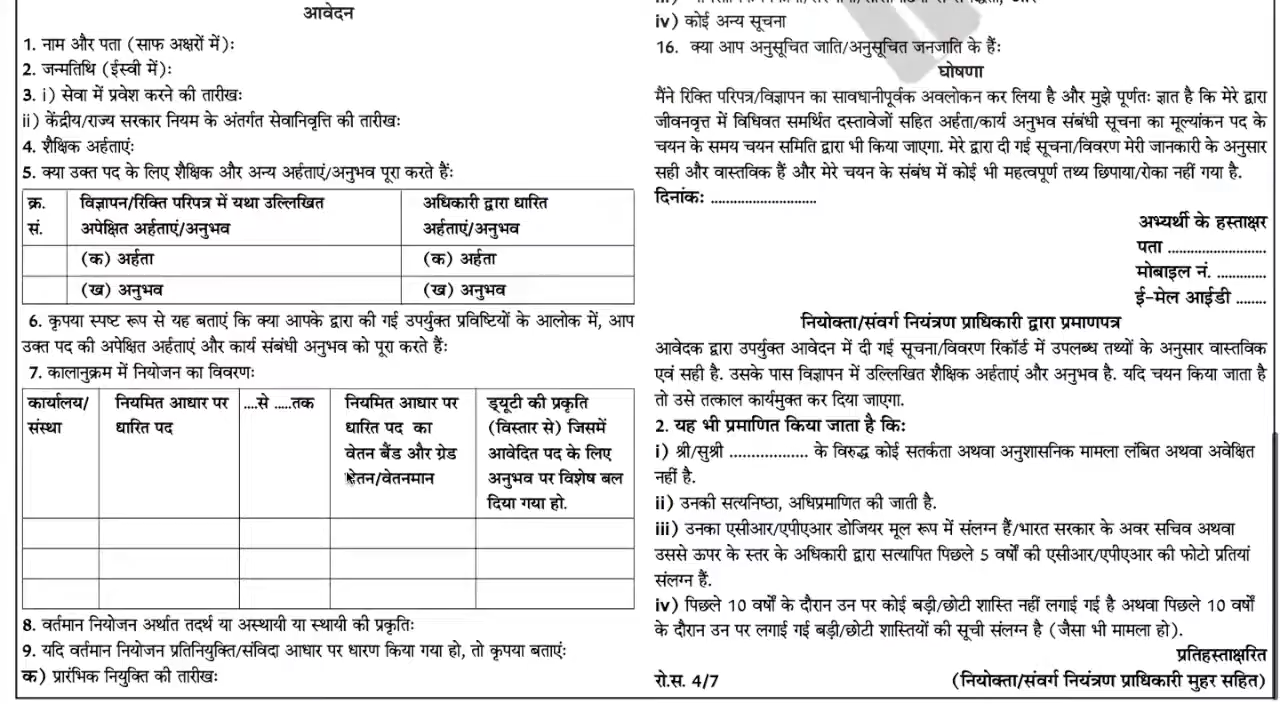 आवेदन
1. नाम और पता (साफ अक्षरों में):
2. जन्मतिथि (ईस्वी में):
3. i) सेवा में प्रवेश करने की तारीख:
ii) केंद्रीय/राज्य सरकार नियम के अंतर्गत सेवानिवृत्ति की तारीख:
4. शैक्षिक अर्हताएं:
5. क्या उक्त पद के लिए शैक्षिक और अन्य अर्हताएं/अनुभव पूरा करते हैं:
क्र. सं.
विज्ञापन/रिक्ति परिपत्र में यथा उल्लिखित
अपेक्षित अर्हताएं/अनुभव
अधिकारी द्वारा धारित
अर्हताएं/अनुभव
(क) अर्हता (क) अर्हता
(ख) अनुभव (ख) अनुभव
6. कृपया स्पष्ट रूप से यह बताएं कि क्या आपके द्वारा की गई उपर्युक्त प्रविष्टियों के आलोक में, आप
उक्त पद की अपेक्षित अर्हताएं और कार्य संबंधी अनुभव को पूरा करते हैं:
7. कालानुक्रम में नियोजन का विवरण:
कार्यालय/
संस्था
नियमित आधार पर
धारित पद
....से .....तक
नियमित आधार पर
धारित पद का
वेतन बैंड और ग्रेड
वेतन/वेतनमान
ड्यूटी की प्रकृति
(विस्तार से) जिसमें
आवेदित पद के लिए
अनुभव पर विशेष बल
दिया गया हो.
8. वर्तमान नियोजन अर्थात तदर्थ या अस्थायी या स्थायी की प्रकृति:
9. यदि वर्तमान नियोजन प्रतिनियुक्ति/संविदा आधार पर धारण किया गया हो, तो कृपया बताएं:
क) प्रारंभिक नियुक्ति की तारीख:
iv) कोई अन्य सूचना
16. क्या आप अनुसूचित जाति/अनुसूचित जनजाति के हैं:
घोषणा
मैंने रिक्ति परिपत्र/विज्ञापन का सावधानीपूर्वक अवलोकन कर लिया है और मुझे पूर्णतः ज्ञात है कि मेरे द्वारा
जीवनवृत्त में विधिवत समर्थित दस्तावेजों सहित अर्हता/कार्य अनुभव संबंधी सूचना का मूल्यांकन पद के
चयन के समय चयन समिति द्वारा भी किया जाएगा. मेरे द्वारा दी गई सूचना/विवरण मेरी जानकारी के अनुसार
सही और वास्तविक हैं और मेरे चयन के संबंध में कोई भी महत्वपूर्ण तथ्य छिपाया/रोका नहीं गया है.
दिनांक: ...........................
अभ्यर्थी के हस्ताक्षर
पता .........................
मोबाइल नं. .............
ई-मेल आईडी ........
नियोक्ता/संवर्ग नियंत्रण प्राधिकारी द्वारा प्रमाणपत्र
आवेदक द्वारा उपर्युक्त आवेदन में दी गई सूचना/विवरण रिकॉर्ड में उपलब्ध तथ्यों के अनुसार वास्तविक
एवं सही है. उसके पास विज्ञापन में उल्लिखित शैक्षिक अर्हताएं और अनुभव है. यदि चयन किया जाता है
तो उसे तत्काल कार्यमुक्त कर दिया जाएगा.
2. यह भी प्रमाणित किया जाता है कि:
i) श्री/सुश्री .................. के विरुद्ध कोई सतर्कता अथवा अनुशासनिक मामला लंबित अथवा अवेक्षित
नहीं है.
ii) उनकी सत्यनिष्ठा, अधिप्रमाणित की जाती है.
iii) उनका एसीआर/एपीएआर डोजियर मूल रूप में संलग्न हैं/भारत सरकार के अवर सचिव अथवा
उससे ऊपर के स्तर के अधिकारी द्वारा सत्यापित पिछले 5 वर्षों की एसीआर/एपीएआर की फोटो प्रतियां
संलग्न हैं.
iv) पिछले 10 वर्षों के दौरान उन पर कोई बड़ी/छोटी शास्ति नहीं लगाई गई है अथवा पिछले 10 वर्षों
के दौरान उन पर लगाई गई बड़ी/छोटी शास्तियों की सूची संलग्न है (जैसा भी मामला हो).
प्रतिहस्ताक्षरित
रो.स. 4/7 (नियोक्ता/संवर्ग नियंत्रण प्राधिकारी मुहर सहित)